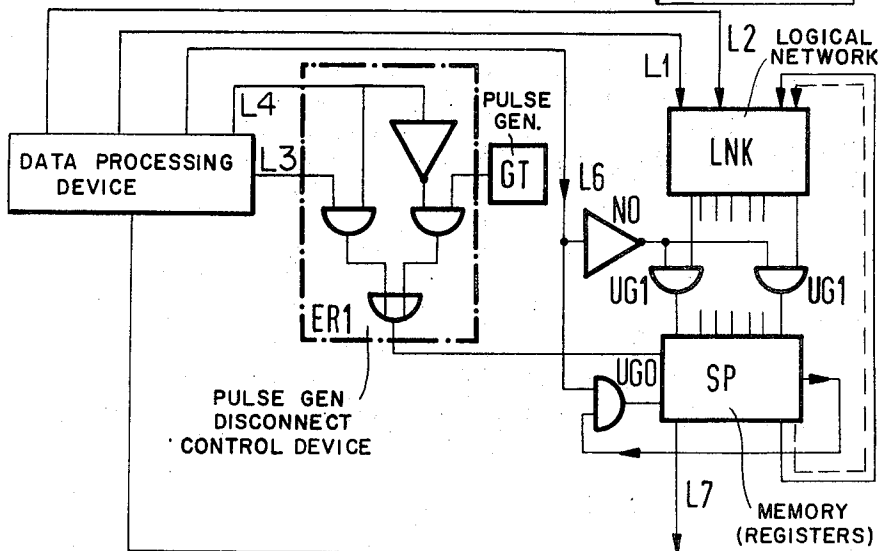 L2
LOGICAL
NETWORK
L1
L4
PULSE
GEN.
DATA PROCESSING
DEVICE
L3
GT
L6
LNK
NO
UG1
UG1
ER1
UGO
SP
PULSE GEN
DISCONNECT
CONTROL DEVICE
L7
MEMORY
(REGISTERS)